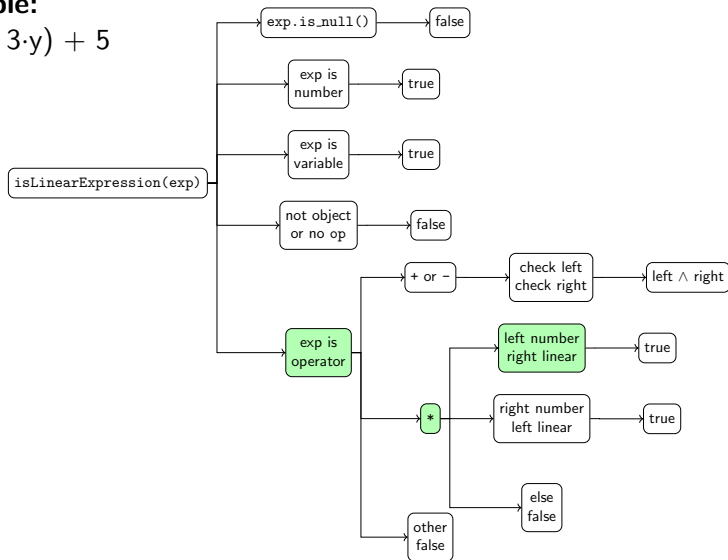 ple:
3·y) + 5
exp.is_null()
false
exp is
number
true
exp is
variable
true
isLinearExpression(exp)
not object
or no op
false
+ or -
check left
check right
left ∧ right
exp is
operator
left number
right linear
true
*
right number
left linear
true
else
false
other
false